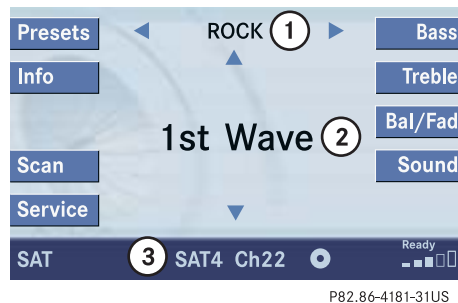 Presets
ROCK 1
Bass
Info
Treble
Bal/Fad
1st Wave 2
Scan
Sound
Service
SAT
3 SAT4 Ch22
Ready
P82.86-4181-31US